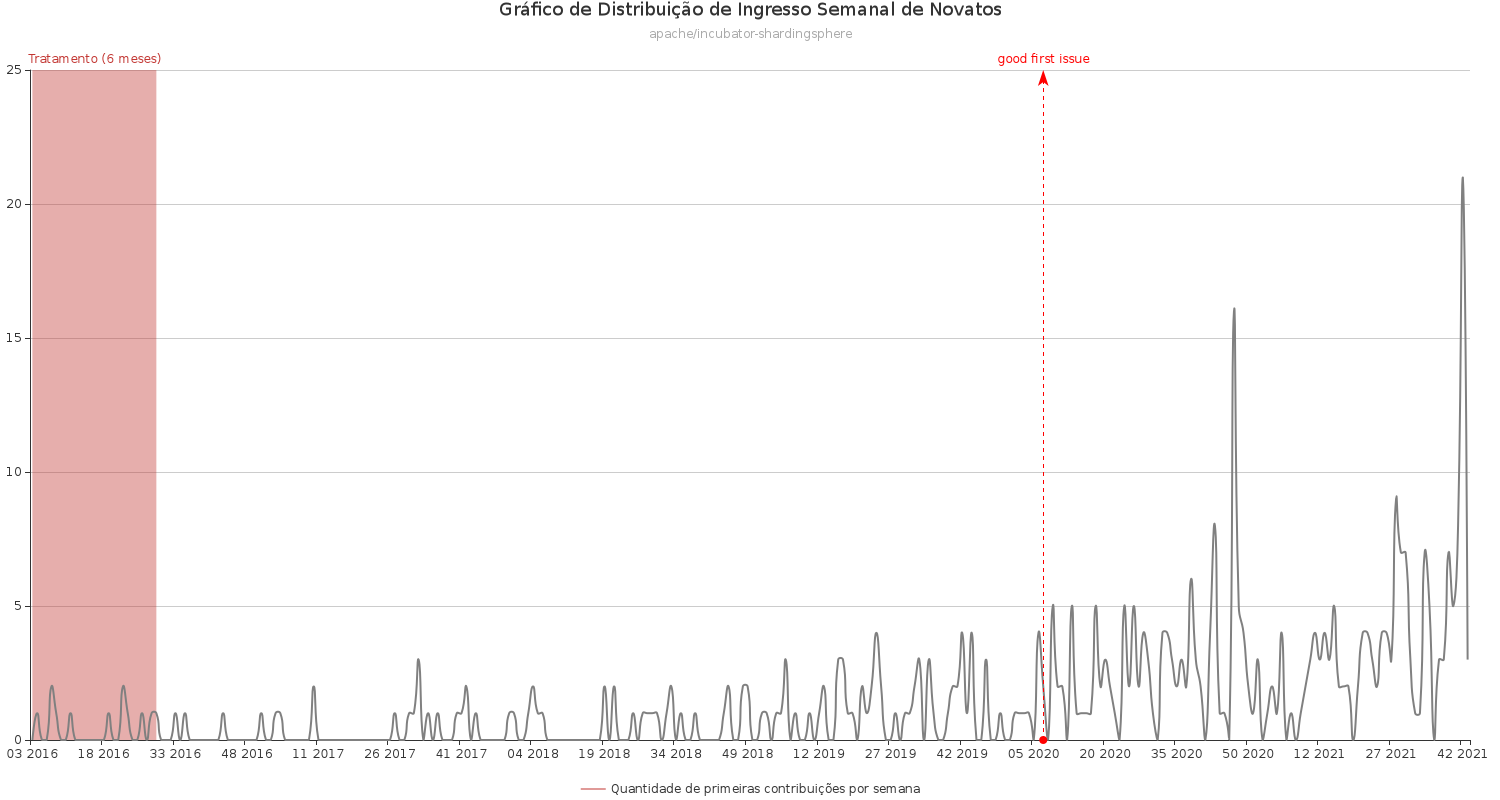 Gráfico de Distribuição de Ingresso Semanal de Novatos
apache/incubator-shardingsphere
Tratamento (6 meses)
good first issue
25
20
15
10
5
0
03 2016 18 2016 33 2016 48 2016 11 2017 26 2017 41 2017 04 2018 19 2018 34 2018 49 2018 12 2019 27 2019 42 2019 05 2020 20 2020 35 2020 50 2020 12 2021 27 2021 42 2021
Quantidade de primeiras contribuições por semana